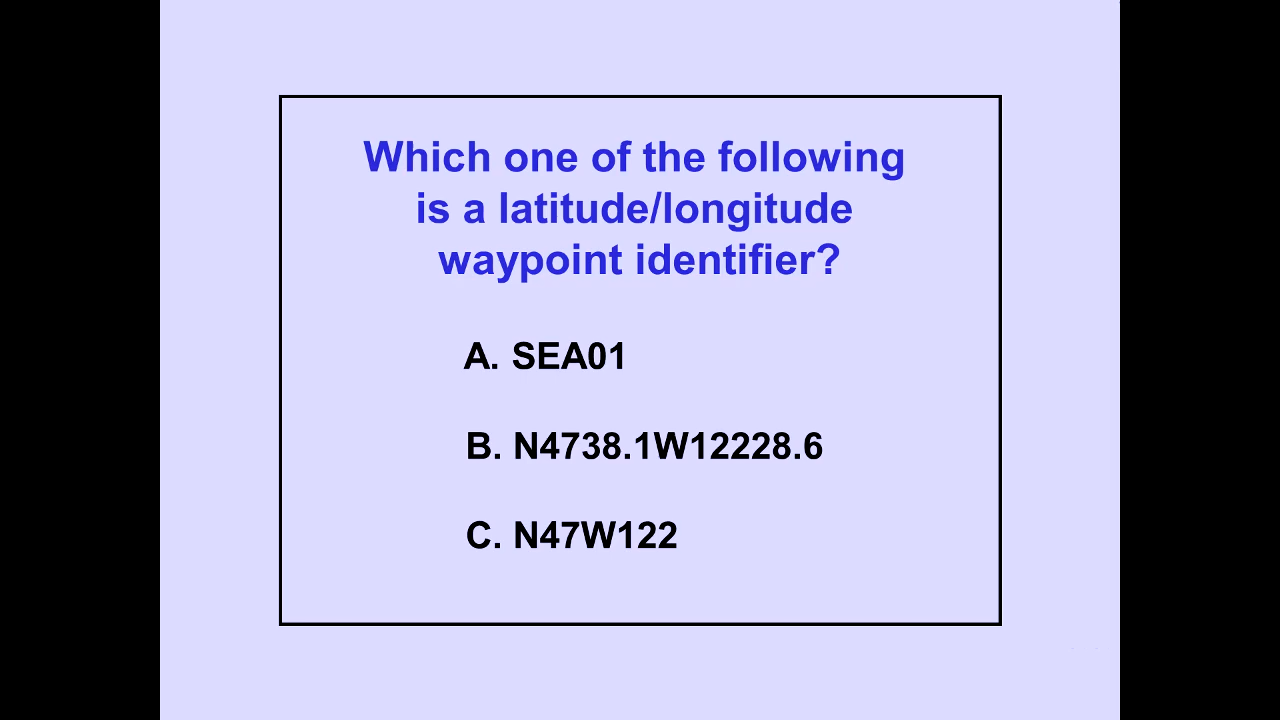 Which one of the following
is a latitude/longitude
waypoint identifier?
A. SEA01
B. N4738.1W12228.6
C. N47W122